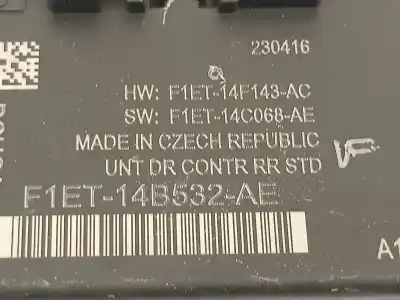 230416
HW: F1ET-14F143-AC
SW: F1ET-14C068-AE
MADE IN CZECH REPUBLIC
UNT DR CONTR RR STD
F1ET-14B532-AE
A1